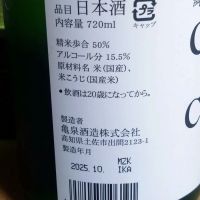 品目 日本酒
内容量 720ml
キャップ
精米歩合 50%
アルコール分 15.5%
原材料名 米(国産)、
米こうじ(国産米)
●飲酒は20歳になってから。
製造者
亀泉酒造株式会社
高知県土佐市出間2123-1
製造年月
MZK
2025.10. IKA